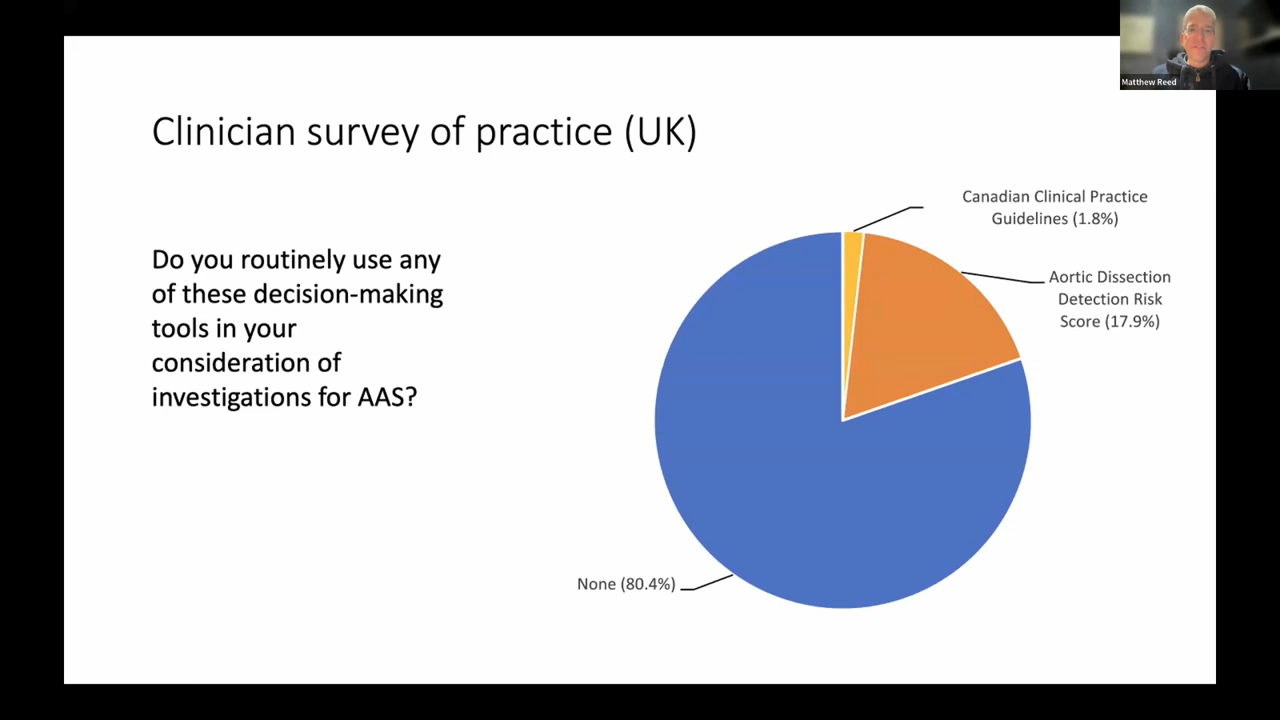 Matthew Reed
Clinician survey of practice (UK)
Do you routinely use any
of these decision-making
tools in your
consideration of
investigations for AAS?
Canadian Clinical Practice
Guidelines (1.8%)
Aortic Dissection
Detection Risk
Score (17.9%)
None (80.4%)